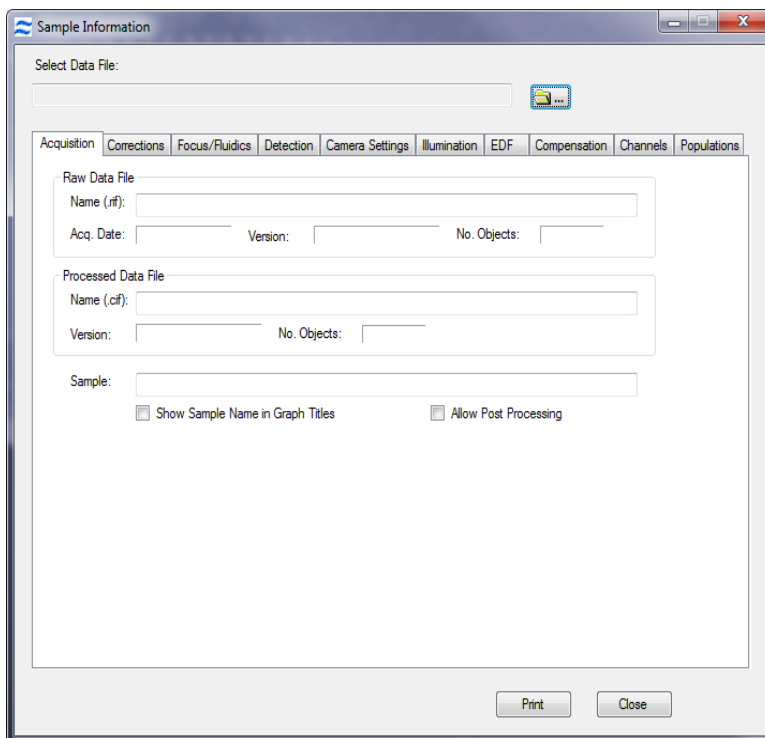 Sample Information
Select Data File:
...
Acquisition Corrections Focus/Fluidics Detection Camera Settings Illumination EDF Compensation Channels Populations
Raw Data File
Name (.rif):
Acq. Date: Version: No. Objects:
Processed Data File
Name (.cif):
Version: No. Objects:
Sample:
Show Sample Name in Graph Titles Allow Post Processing
Print Close